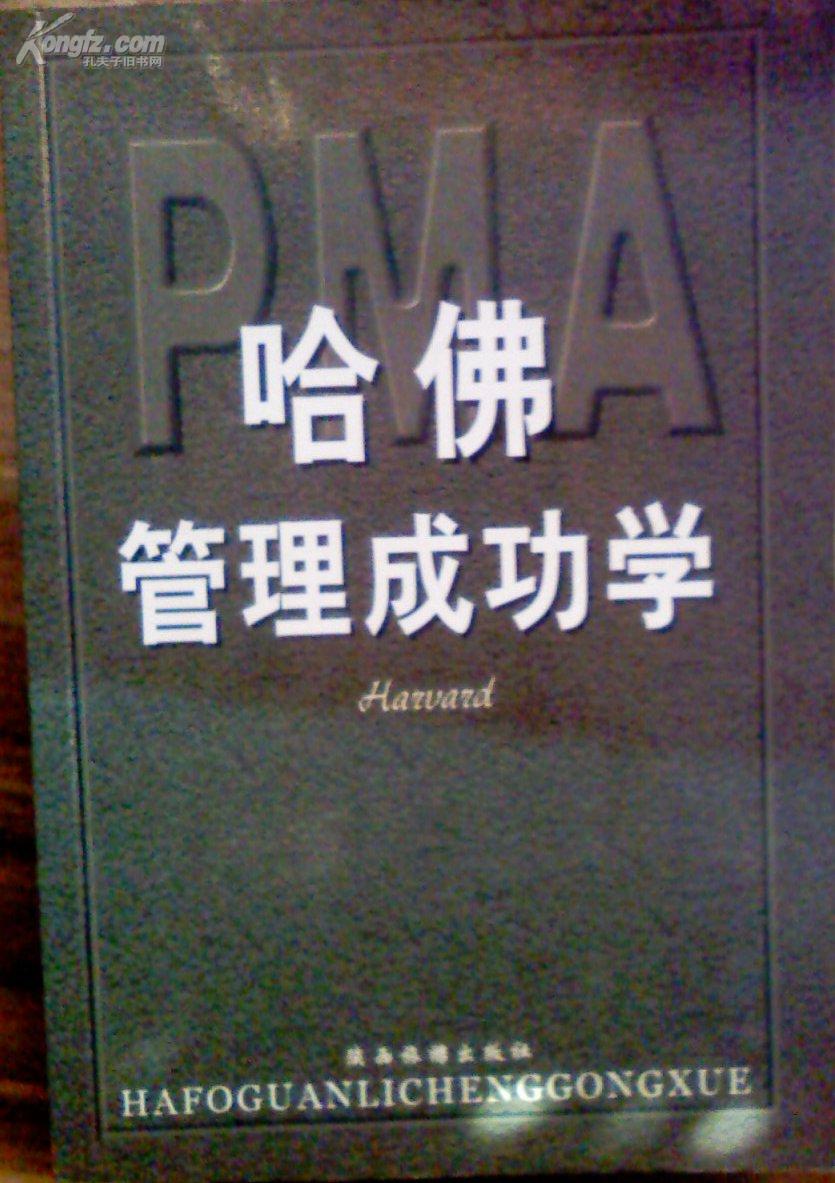 Kongfz.com
孔夫子旧书网
PMA
哈佛
管理成功学
Harvard
陕西旅游出版社
HAFOGUANLICHENGGONGXUE